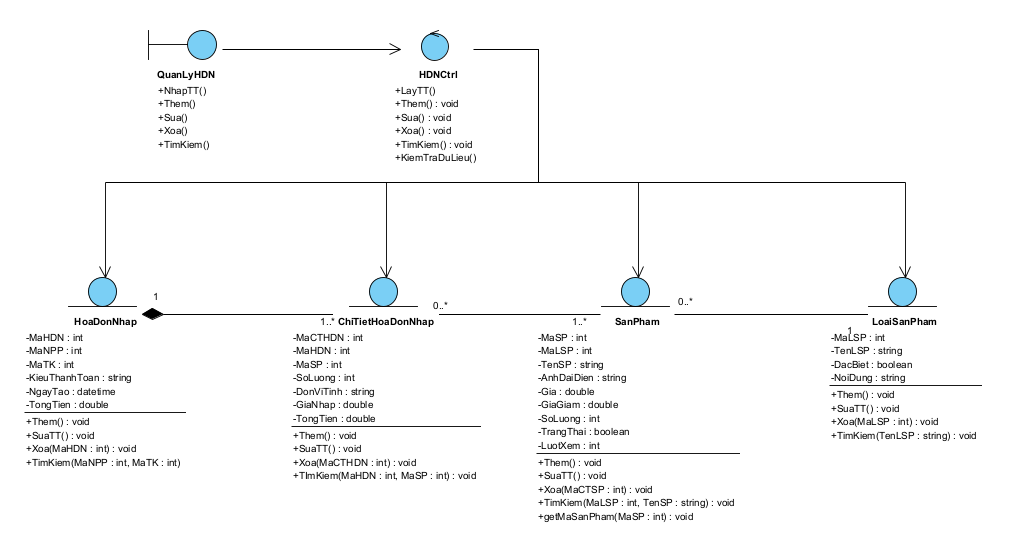 QuanLyHDN
+NhapTT()
+Them()
+Sua()
+Xoa()
+TimKiem()
HDNCtrl
+LayTT()
+Them() : void
+Sua() : void
+Xoa() : void
+TimKiem() : void
+KiemTraDuLieu()
1
1..*
0..*
1..*
0..*
1
HoaDonNhap
-MaHDN : int
-MaNPP : int
-MaTK : int
-KieuThanhToan : string
-NgayTao : datetime
-TongTien : double
+Them() : void
+SuaTT() : void
+Xoa(MaHDN : int) : void
+TimKiem(MaNPP : int, MaTK : int)
ChiTietHoaDonNhap
-MaCTHDN : int
-MaHDN : int
-MaSP : int
-SoLuong : int
-DonViTinh : string
-GiaNhap : double
-TongTien : double
+Them() : void
+SuaTT() : void
+Xoa(MaCTHDN : int) : void
+TImKiem(MaHDN : int, MaSP : int) : void
SanPham
-MaSP : int
-MaLSP : int
-TenSP : string
-AnhDaiDien : string
-Gia : double
-GiaGiam : double
-SoLuong : int
-TrangThai : boolean
-LuotXem : int
+Them() : void
+SuaTT() : void
+Xoa(MaCTSP : int) : void
+TimKiem(MaLSP : int, TenSP : string) : void
+getMaSanPham(MaSP : int) : void
LoaiSanPham
-MaLSP : int
-TenLSP : string
-DacBiet : boolean
-NoiDung : string
+Them() : void
+SuaTT() : void
+Xoa(MaLSP : int) : void
+TimKiem(TenLSP : string) : void